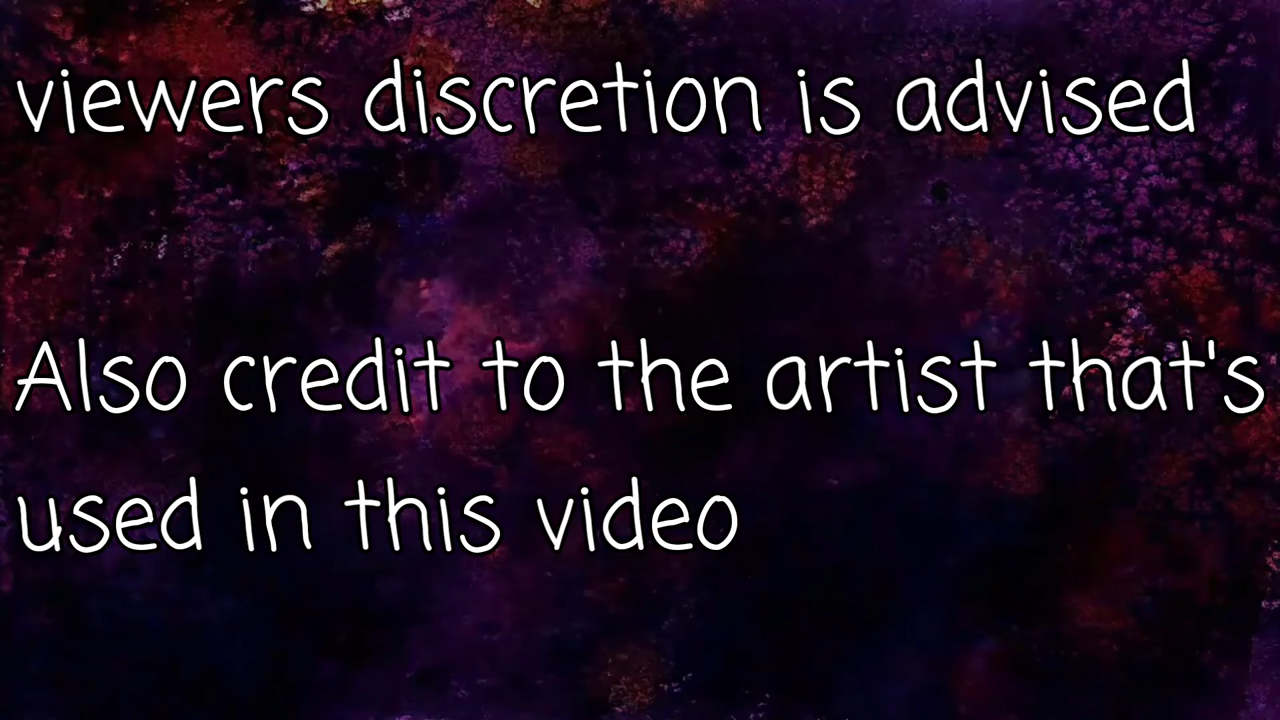 viewers discretion is advised
Also credit to the artist that's
used in this video